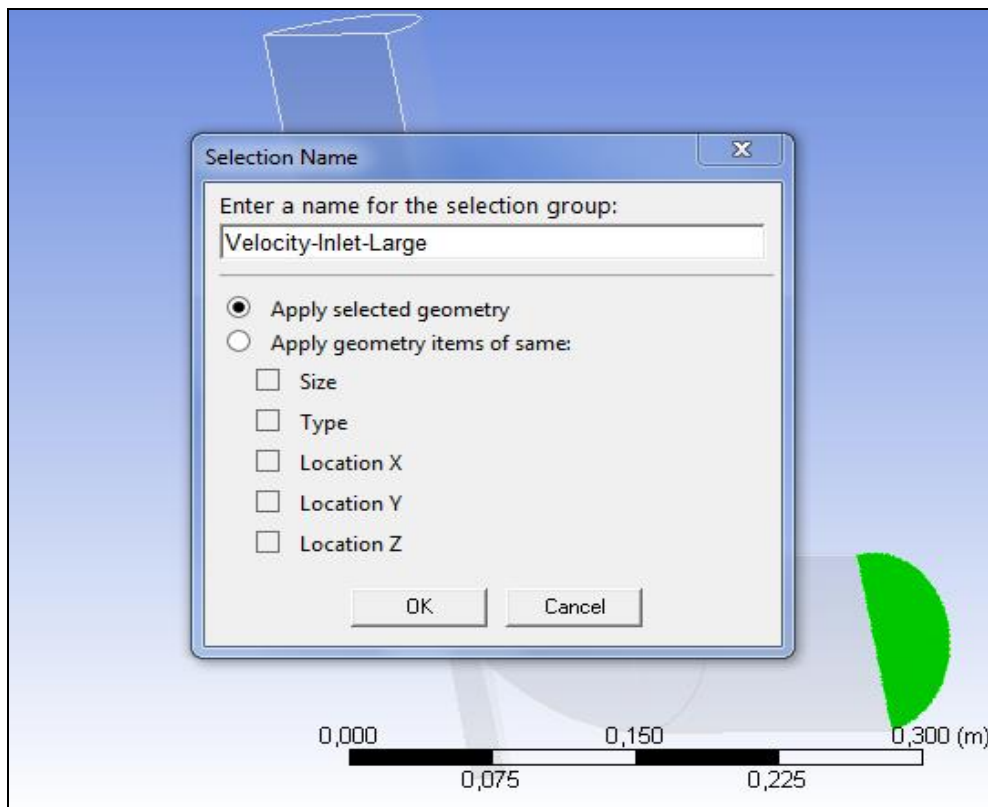 Selection Name
Enter a name for the selection group:
Velocity-Inlet-Large
Apply selected geometry
Apply geometry items of same:
Size
Type
Location X
Location Y
Location Z
OK Cancel
0,000 0,150 0,300 (m)
0,075 0,225